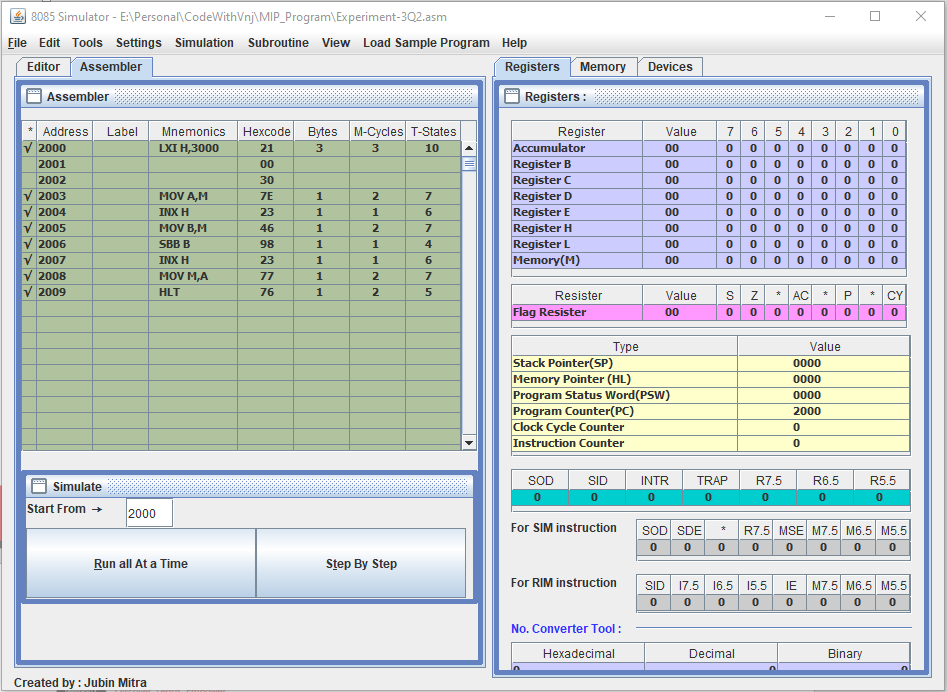 8085 Simulator - E:\Personal\CodeWithVnj\MIP_Program\Experiment-3Q2.asm
File Edit Tools Settings Simulation Subroutine View Load Sample Program Help
Editor Assembler
Assembler
* Address Label Mnemonics Hexcode Bytes M-Cycles T-States
√ 2000 LXI H,3000 21 3 3 10
2001 00
2002 30
√ 2003 MOV A,M 7E 1 2 7
√ 2004 INX H 23 1 1 6
√ 2005 MOV B,M 46 1 2 7
√ 2006 SBB B 98 1 1 4
√ 2007 INX H 23 1 1 6
√ 2008 MOV M,A 77 1 2 7
√ 2009 HLT 76 1 2 5
Simulate
Start From → 2000
Run all At a Time Step By Step
Created by : Jubin Mitra
Registers Memory Devices
Registers :
Register Value 7 6 5 4 3 2 1 0
Accumulator 00 0 0 0 0 0 0 0 0
Register B 00 0 0 0 0 0 0 0 0
Register C 00 0 0 0 0 0 0 0 0
Register D 00 0 0 0 0 0 0 0 0
Register E 00 0 0 0 0 0 0 0 0
Register H 00 0 0 0 0 0 0 0 0
Register L 00 0 0 0 0 0 0 0 0
Memory(M) 00 0 0 0 0 0 0 0 0
Resister Value S Z * AC * P * CY
Flag Resister 00 0 0 0 0 0 0 0 0
Type Value
Stack Pointer(SP) 0000
Memory Pointer (HL) 0000
Program Status Word(PSW) 0000
Program Counter(PC) 2000
Clock Cycle Counter 0
Instruction Counter 0
SOD SID INTR TRAP R7.5 R6.5 R5.5
0 0 0 0 0 0 0
For SIM instruction
SOD SDE * R7.5 MSE M7.5 M6.5 M5.5
0 0 0 0 0 0 0 0
For RIM instruction
SID I7.5 I6.5 I5.5 IE M7.5 M6.5 M5.5
0 0 0 0 0 0 0 0
No. Converter Tool :
Hexadecimal Decimal Binary
0 0 0